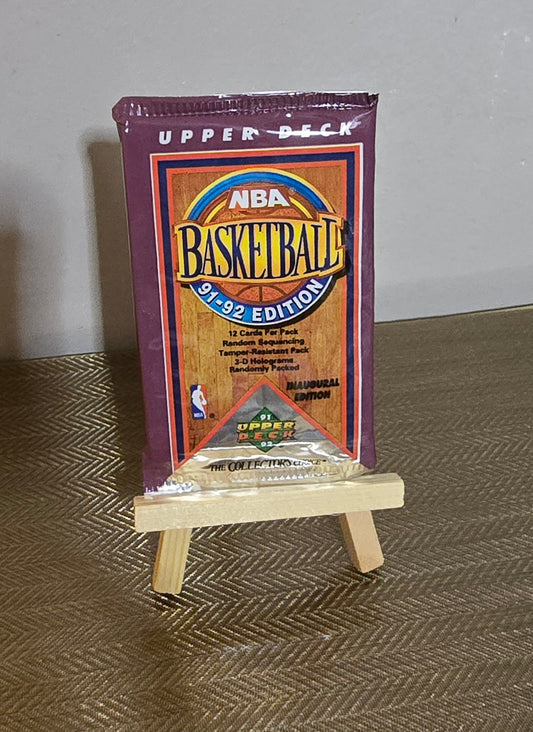 UPPER DECK
NBA
BASKETBALL
91-92 EDITION
12 Cards Per Pack
Random Sequencing
Tamper-Resistant Pack
3-D Holograms
Randomly Packed
INAUGURAL
EDITION
NBA
91
UPPER
DECK
92
THE COLLECTOR'S CHOICE